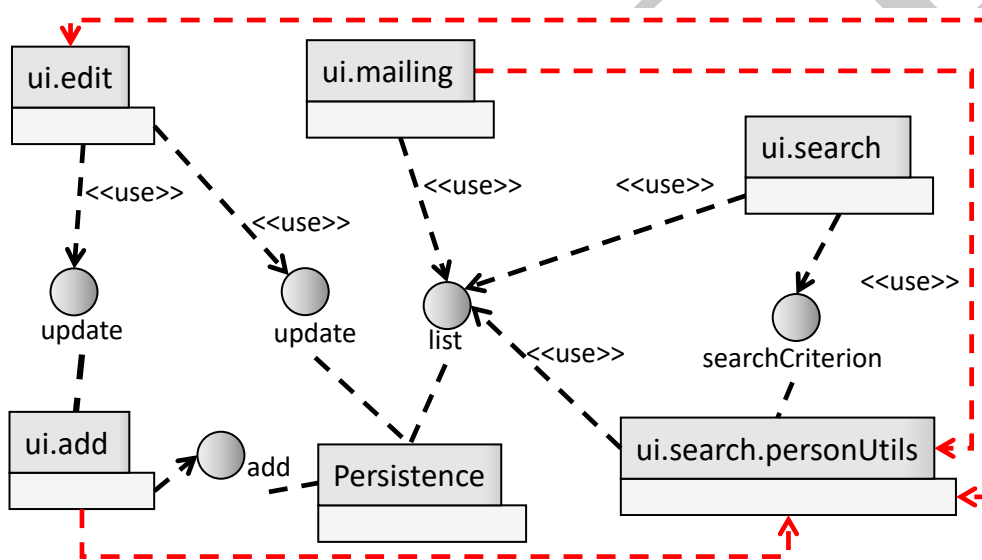 ui.edit
ui.mailing
ui.search
<<use>>
<<use>>
<<use>>
<<use>>
<<use>>
update
update
list
<<use>>
searchCriterion
ui.add
add
Persistence
ui.search.personUtils